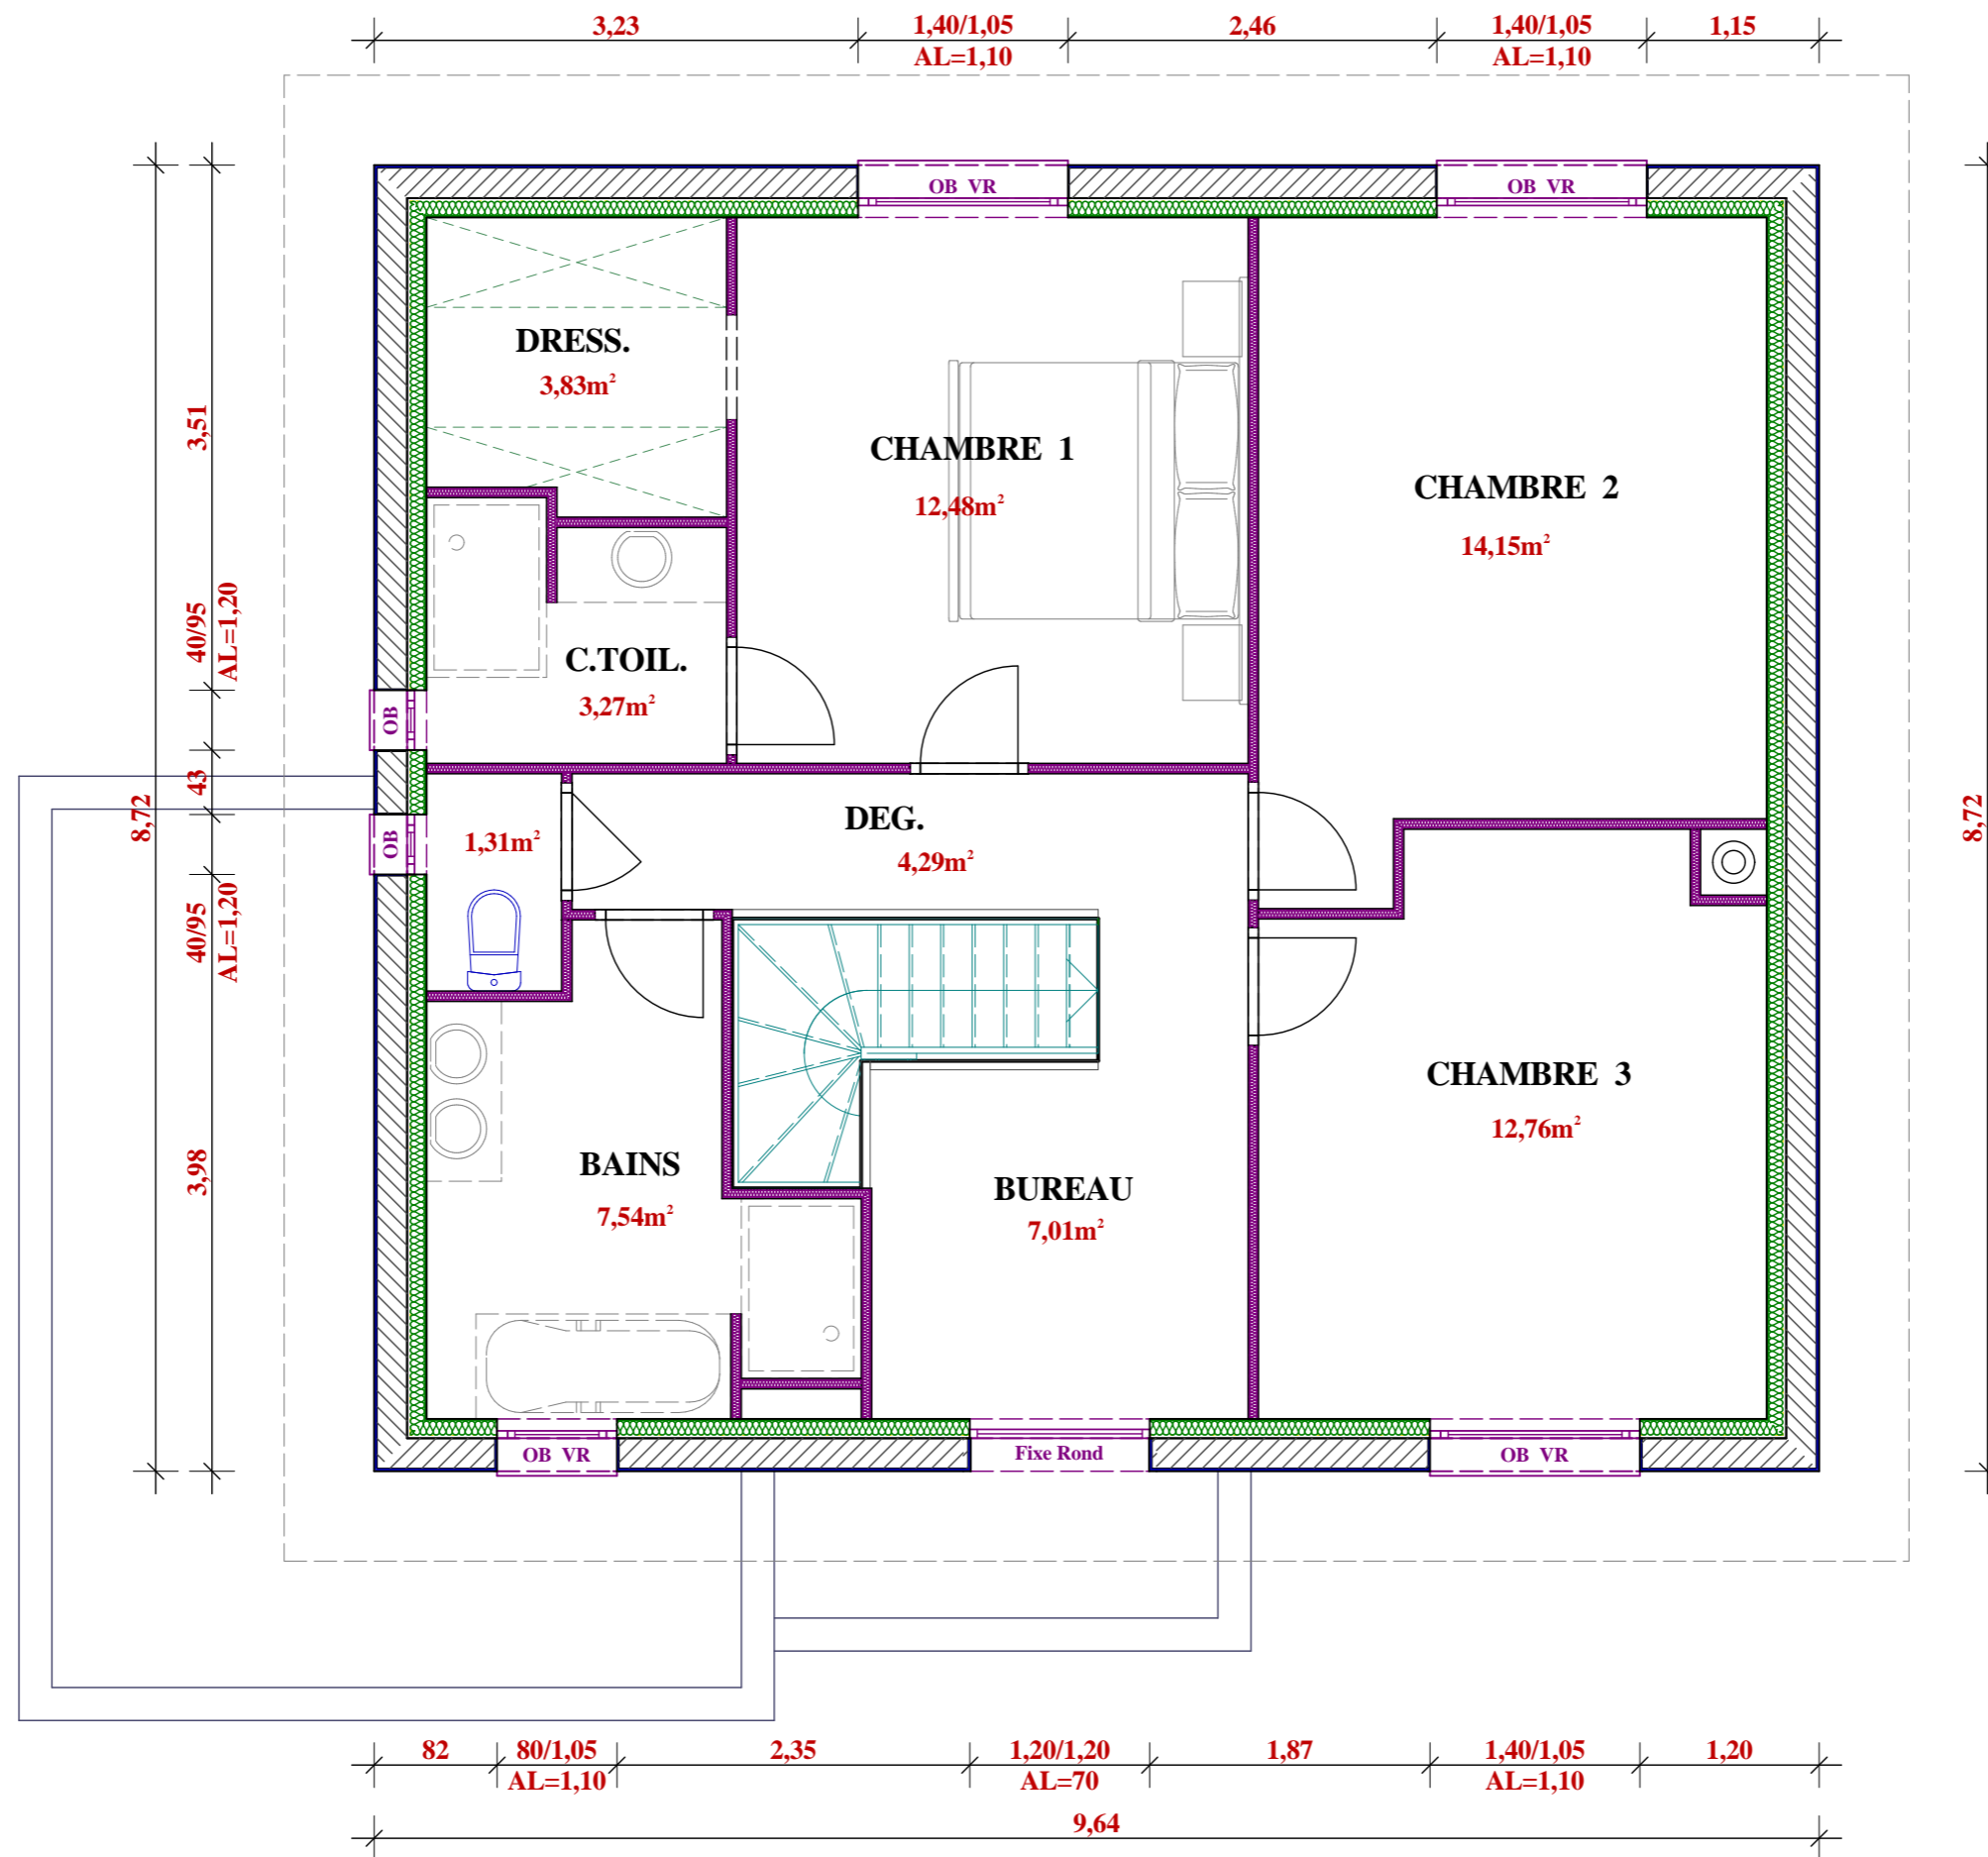 3,23
1,40/1,05
AL=1,10
2,46
1,40/1,05
AL=1,10
1,15
OB VR
OB VR
DRESS.
3,83m²
CHAMBRE 1
12,48m²
CHAMBRE 2
14,15m²
3,51
40/95
AL=1,20
C.TOIL.
3,27m²
OB
43
8,72
8,72
OB
1,31m²
DEG.
4,29m²
40/95
AL=1,20
CHAMBRE 3
12,76m²
3,98
BAINS
7,54m²
BUREAU
7,01m²
OB VR
Fixe Rond
OB VR
82
80/1,05
AL=1,10
2,35
1,20/1,20
AL=70
1,87
1,40/1,05
AL=1,10
1,20
9,64